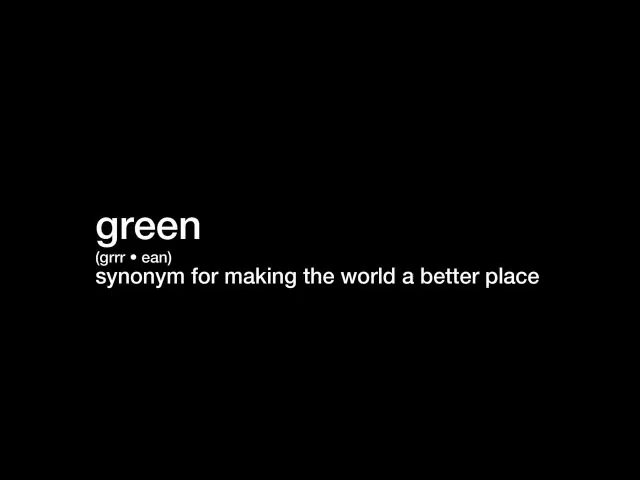 green
(grrr • ean)
synonym for making the world a better place